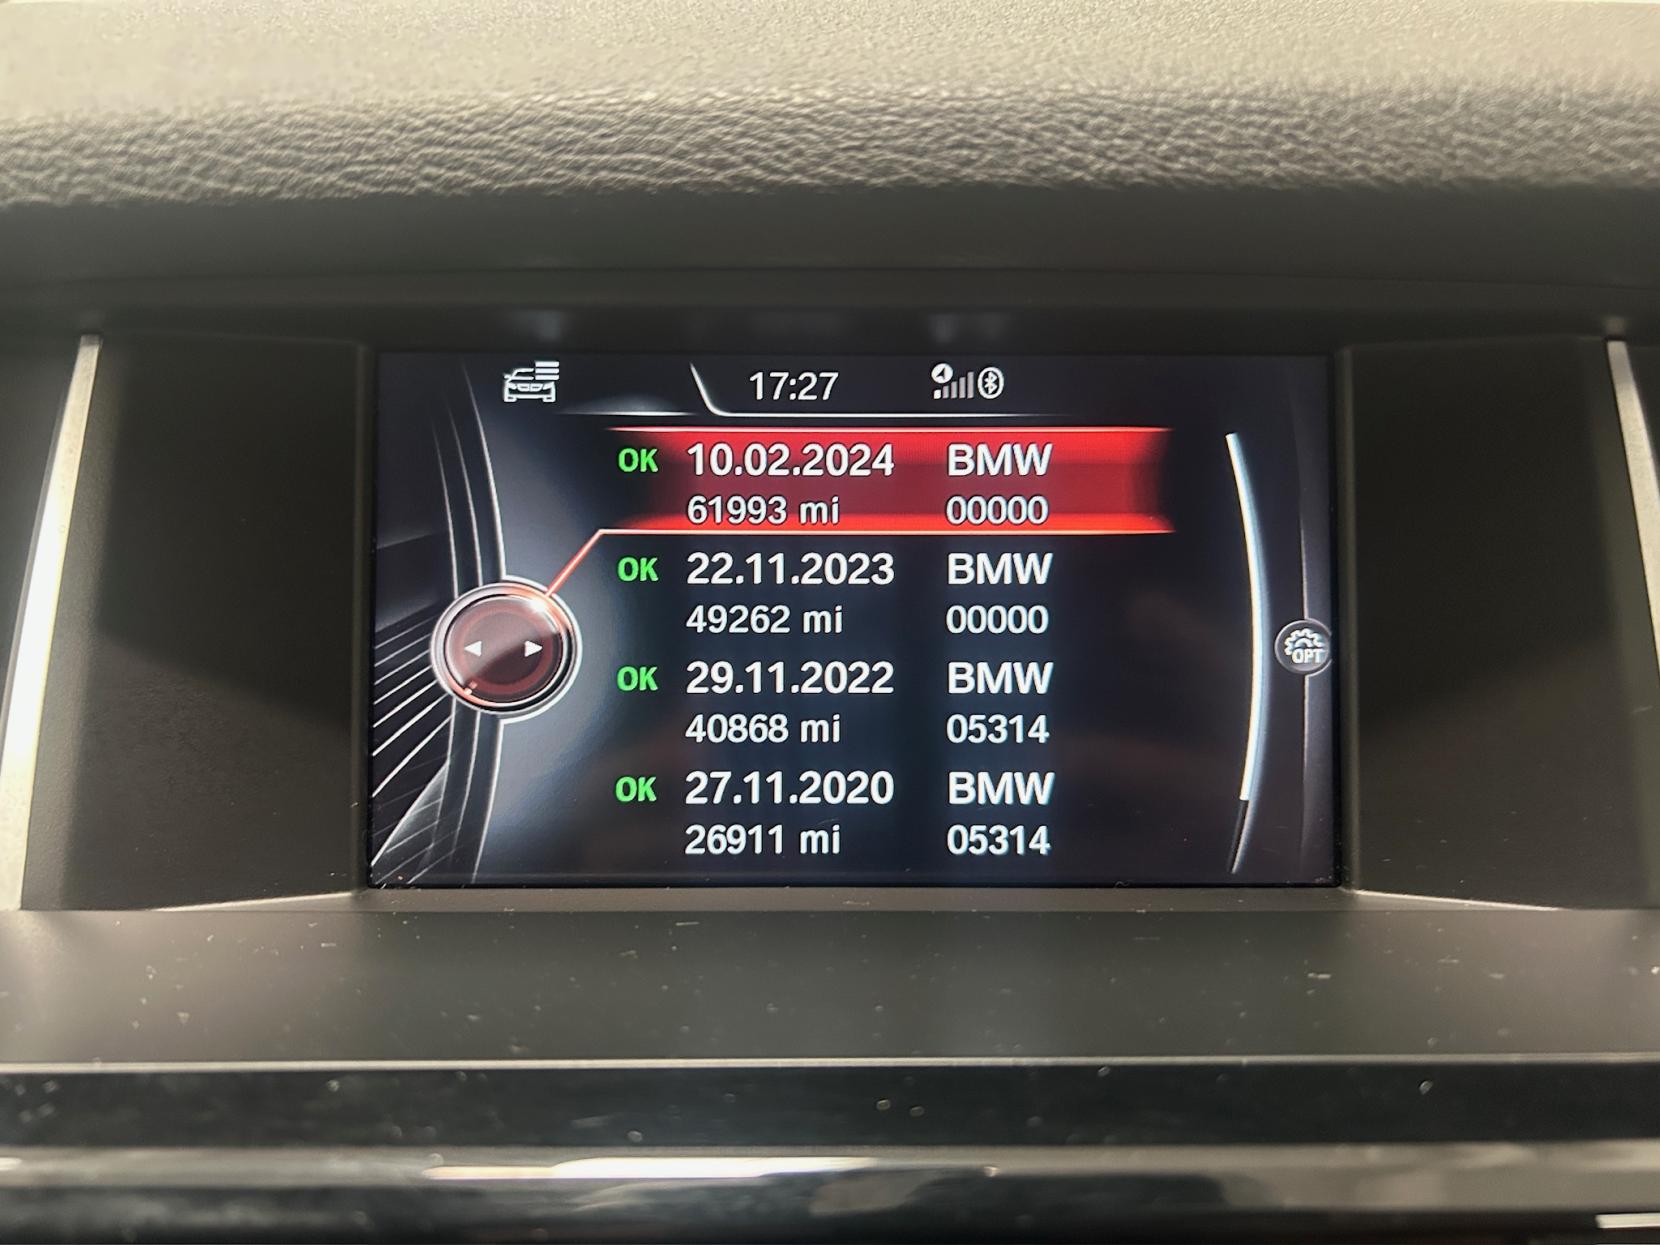 17:27
OK 10.02.2024 BMW
61993 mi 00000
OK 22.11.2023 BMW
49262 mi 00000
OK 29.11.2022 BMW
40868 mi 05314
OPT
OK 27.11.2020 BMW
26911 mi 05314